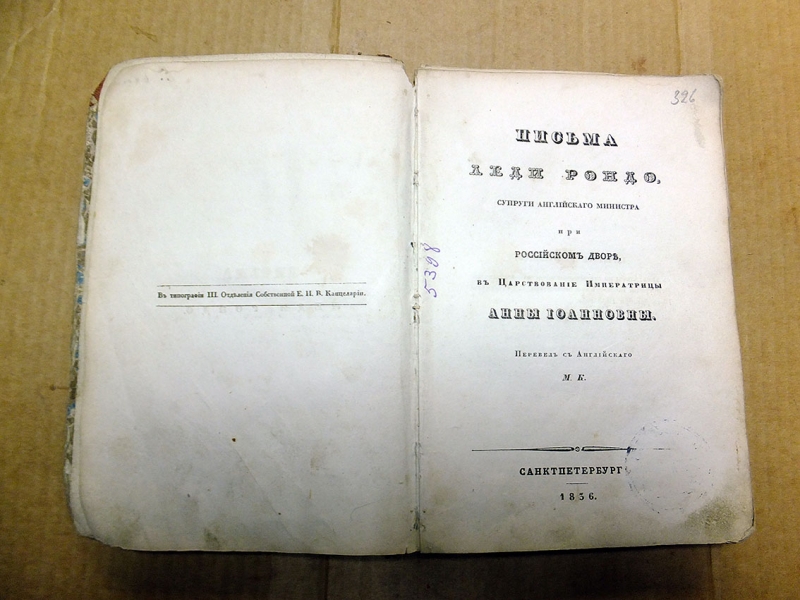 Въ типографіи III. Отдѣленія Собственной Е. И. В. Канцеляріи.
326
ПИСЬМА
ЛЕДИ РОНДО,
СУПРУГИ АНГЛІЙСКАГО МИНИСТРА
при
РОССІЙСКОМЪ ДВОРѢ,
ВЪ ЦАРСТВОВАНІЕ ИМПЕРАТРИЦЫ
АННЫ ІОАННОВНЫ.
ПЕРЕВЕЛЪ СЪ АНГЛІЙСКАГО
М. К.
САНКТПЕТЕРБУРГ
1836.
5398